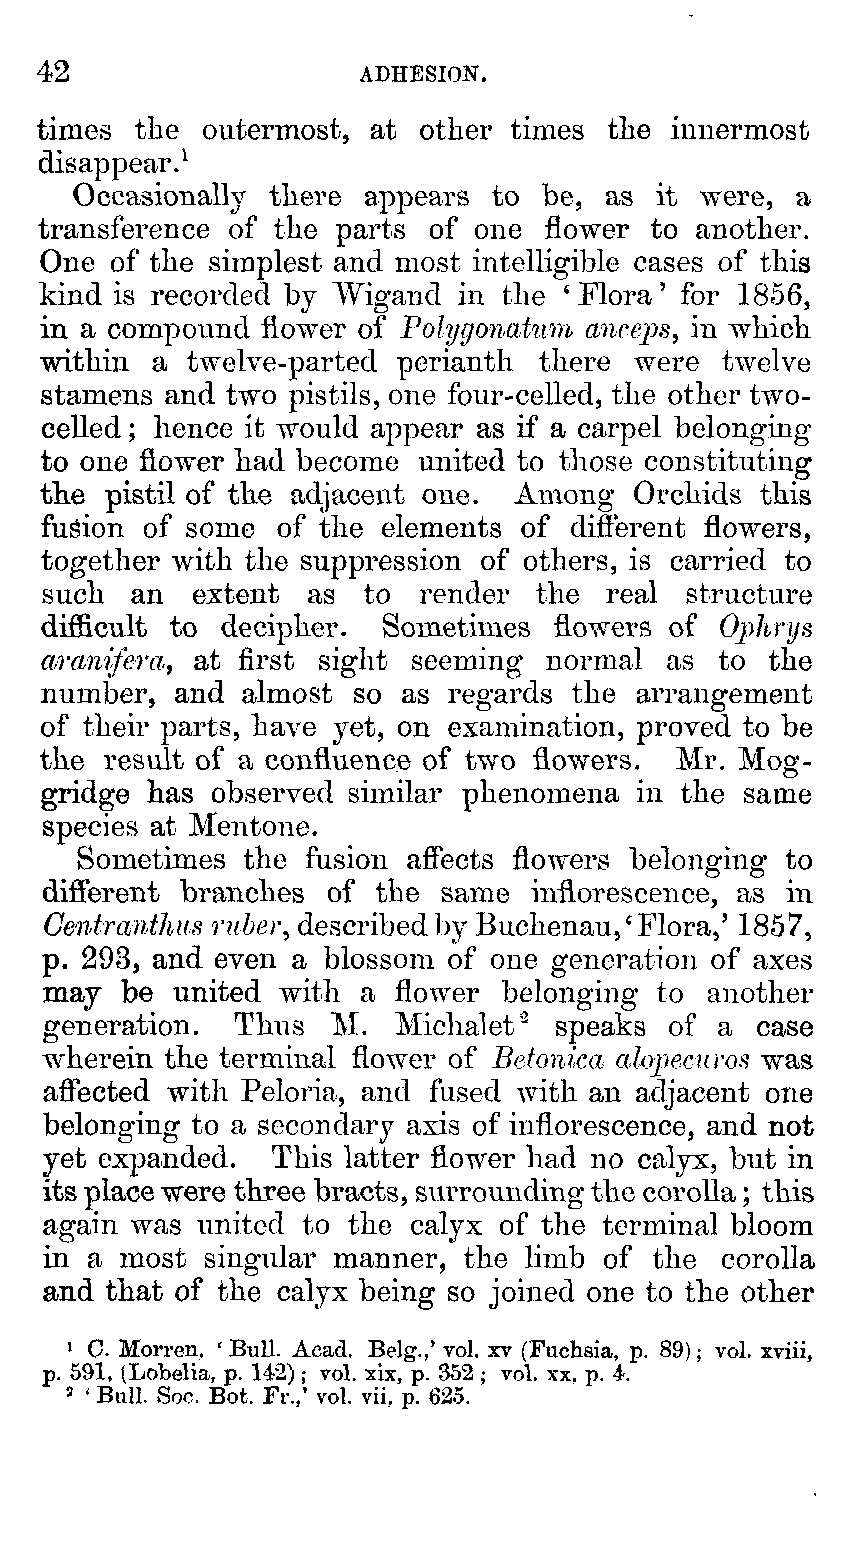 42 ADHESION.
times the outermost, at other times the innermost
disappear.¹
Occasionally there appears to be, as it were, a
transference of the parts of one flower to another.
One of the simplest and most intelligible cases of this
kind is recorded by Wigand in the ‘Flora’ for 1856,
in a compound flower of Polygonatum anceps, in which
within a twelve-parted perianth there were twelve
stamens and two pistils, one four-celled, the other two-
celled; hence it would appear as if a carpel belonging
to one flower had become united to those constituting
the pistil of the adjacent one. Among Orchids this
fusion of some of the elements of different flowers,
together with the suppression of others, is carried to
such an extent as to render the real structure
difficult to decipher. Sometimes flowers of Ophrys
aranifera, at first sight seeming normal as to the
number, and almost so as regards the arrangement
of their parts, have yet, on examination, proved to be
the result of a confluence of two flowers. Mr. Mog-
gridge has observed similar phenomena in the same
species at Mentone.
Sometimes the fusion affects flowers belonging to
different branches of the same inflorescence, as in
Centranthus ruber, described by Buchenau, ‘Flora,’ 1857,
p. 293, and even a blossom of one generation of axes
may be united with a flower belonging to another
generation. Thus M. Michalet² speaks of a case
wherein the terminal flower of Betonica alopecuros was
affected with Peloria, and fused with an adjacent one
belonging to a secondary axis of inflorescence, and not
yet expanded. This latter flower had no calyx, but in
its place were three bracts, surrounding the corolla; this
again was united to the calyx of the terminal bloom
in a most singular manner, the limb of the corolla
and that of the calyx being so joined one to the other
¹ C. Morren, ‘Bull. Acad. Belg.,’ vol. xv (Fuchsia, p. 89); vol. xviii,
p. 591, (Lobelia, p. 142); vol. xix, p. 352; vol. xx, p. 4.
² ‘Bull. Soc. Bot. Fr.,’ vol. vii, p. 625.